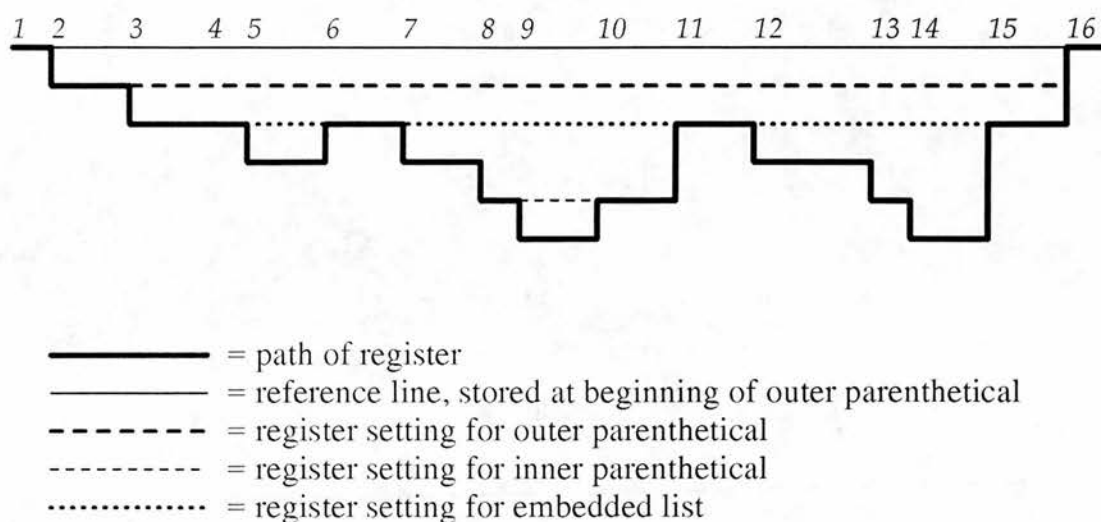 1 2 3 4 5 6 7 8 9 10 11 12 13 14 15 16
= path of register
= reference line, stored at beginning of outer parenthetical
= register setting for outer parenthetical
= register setting for inner parenthetical
= register setting for embedded list